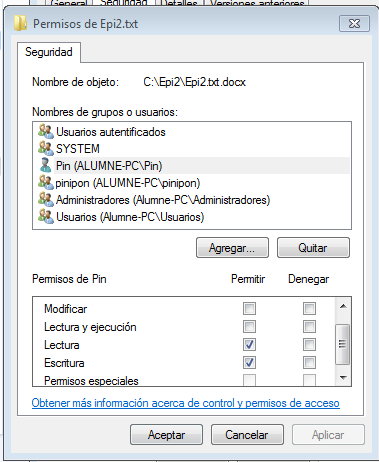 General Seguridad Detalles Versiones anteriores
Permisos de Epi2.txt
Seguridad
Nombre de objeto: C:\Epi2\Epi2.txt.docx
Nombres de grupos o usuarios:
Usuarios autentificados
SYSTEM
Pin (ALUMNE-PC\Pin)
pinipon (ALUMNE-PC\pinipon)
Administradores (Alumne-PC\Administradores)
Usuarios (Alumne-PC\Usuarios)
Agregar... Quitar
Permisos de Pin Permitir Denegar
Modificar
Lectura y ejecución
Lectura
Escritura
Permisos especiales
Obtener más información acerca de control y permisos de acceso
Aceptar Cancelar Aplicar